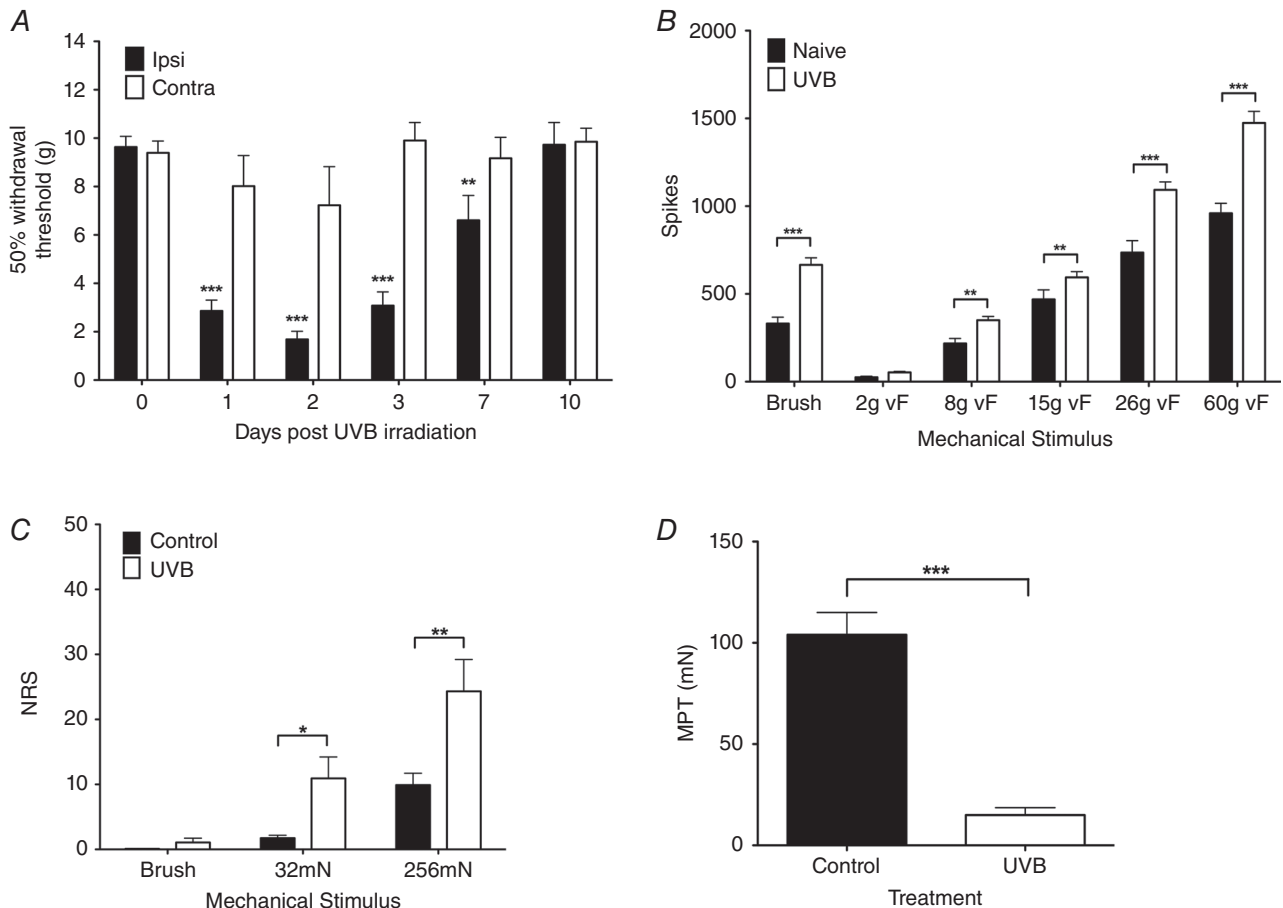 A
14
12
10
8
6
4
2
0
50% withdrawal
threshold (g)
Ipsi
Contra
***
***
***
**
0 1 2 3 7 10
Days post UVB irradiation
B
2000
1500
1000
500
0
Spikes
Naive
UVB
***
**
**
***
***
Brush 2g vF 8g vF 15g vF 26g vF 60g vF
Mechanical Stimulus
C
50
40
30
20
10
0
NRS
Control
UVB
*
**
Brush 32mN 256mN
Mechanical Stimulus
D
150
100
50
0
MPT (mN)
***
Control UVB
Treatment